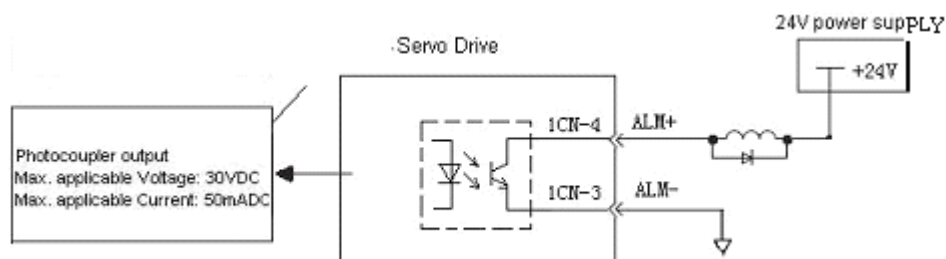 24V power supPLY
Servo Drive
+24V
1CN-4 ALM+
Photocoupler output
Max. applicable Voltage: 30VDC
Max. applicable Current: 50mADC
1CN-3 ALM-